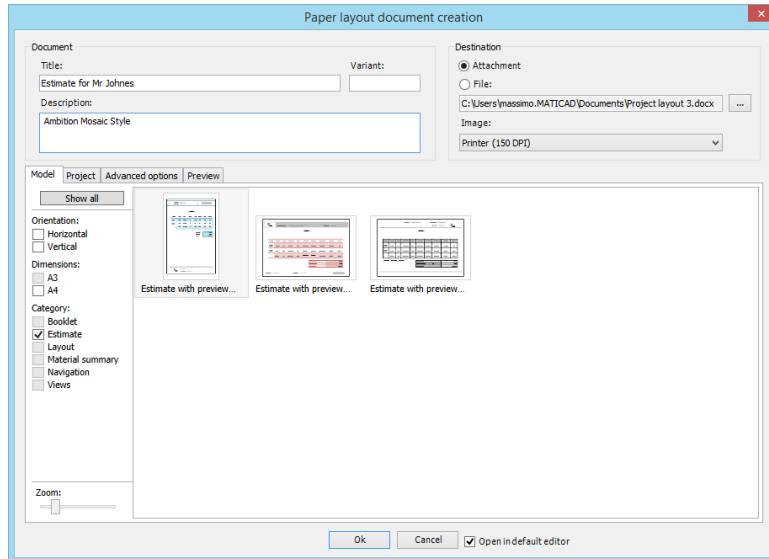 Paper layout document creation
Document
Title:
Variant:
Estimate for Mr Johnes
Description:
Ambition Mosaic Style
Destination
Attachment
File:
C:\Users\massimo.MATICAD\Documents\Project layout 3.docx
...
Image:
Printer (150 DPI)
Model Project Advanced options Preview
Show all
Orientation:
Horizontal
Vertical
Dimensions:
A3
A4
Category:
Booklet
Estimate
Layout
Material summary
Navigation
Views
Zoom:
Estimate with preview... Estimate with preview... Estimate with preview...
Ok Cancel Open in default editor